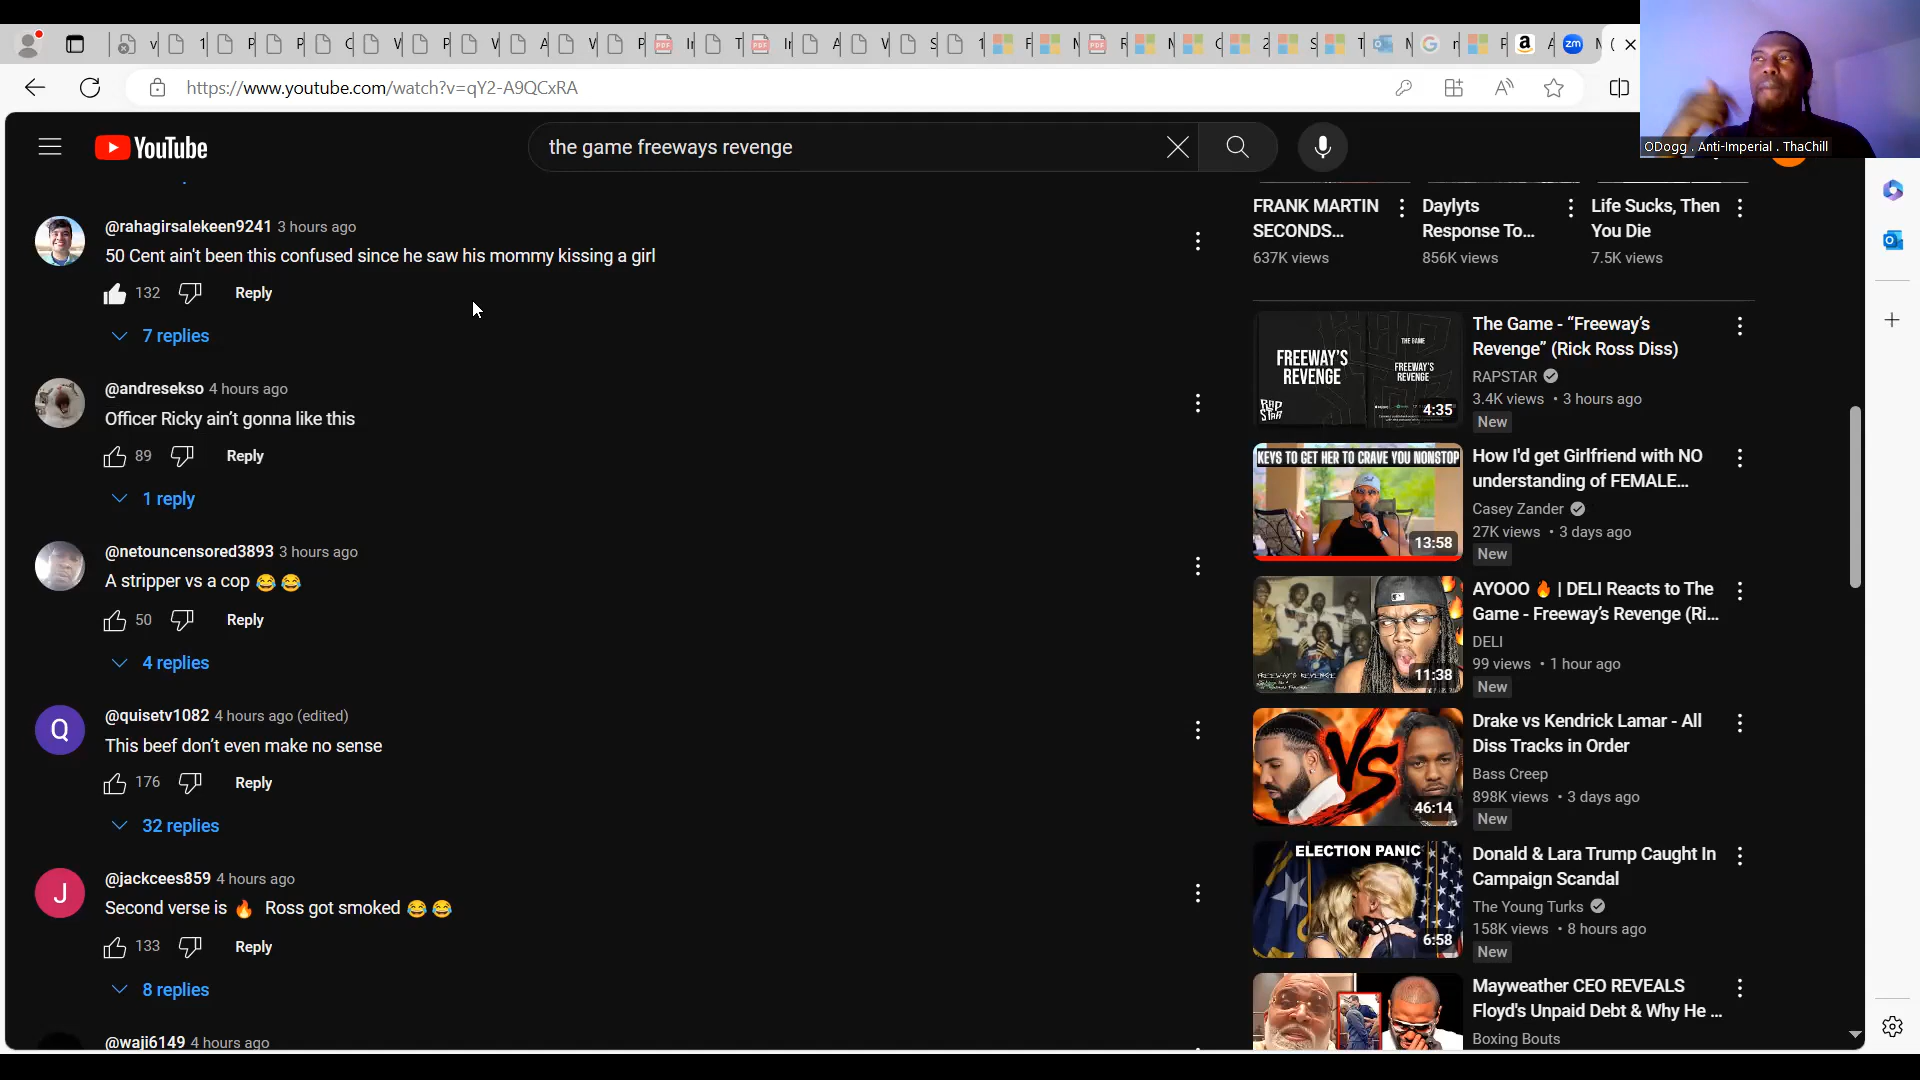 https://www.youtube.com/watch?v=qY2-A9QCxRA
ODogg . Anti-Imperial . ThaChill
YouTube
the game freeways revenge
@rahagirsalekeen9241 3 hours ago
50 Cent ain't been this confused since he saw his mommy kissing a girl
132 Reply
7 replies
@andresekso 4 hours ago
Officer Ricky ain't gonna like this
89 Reply
1 reply
@netouncensored3893 3 hours ago
A stripper vs a cop 😂 😂
50 Reply
4 replies
@quisetv1082 4 hours ago (edited)
This beef don't even make no sense
176 Reply
32 replies
@jackcees859 4 hours ago
Second verse is 🔥 Ross got smoked 😂 😂
133 Reply
8 replies
@waji6149 4 hours ago
FRANK MARTIN
SECONDS...
637K views
Daylyts
Response To...
856K views
Life Sucks, Then
You Die
7.5K views
FREEWAY'S
REVENGE
THE GAME
FREEWAY'S
REVENGE
RAP
STAR
4:35
The Game - “Freeway's
Revenge” (Rick Ross Diss)
RAPSTAR
3.4K views • 3 hours ago
New
KEYS TO GET HER TO CRAVE YOU NONSTOP
13:58
How I'd get Girlfriend with NO
understanding of FEMALE...
Casey Zander
27K views • 3 days ago
New
FREEWAY'S REVENGE
11:38
AYOOO 🔥 | DELI Reacts to The
Game - Freeway's Revenge (Ri...
DELI
99 views • 1 hour ago
New
VS
46:14
Drake vs Kendrick Lamar - All
Diss Tracks in Order
Bass Creep
898K views • 3 days ago
New
ELECTION PANIC
6:58
Donald & Lara Trump Caught In
Campaign Scandal
The Young Turks
158K views • 8 hours ago
New
Mayweather CEO REVEALS
Floyd's Unpaid Debt & Why He ...
Boxing Bouts